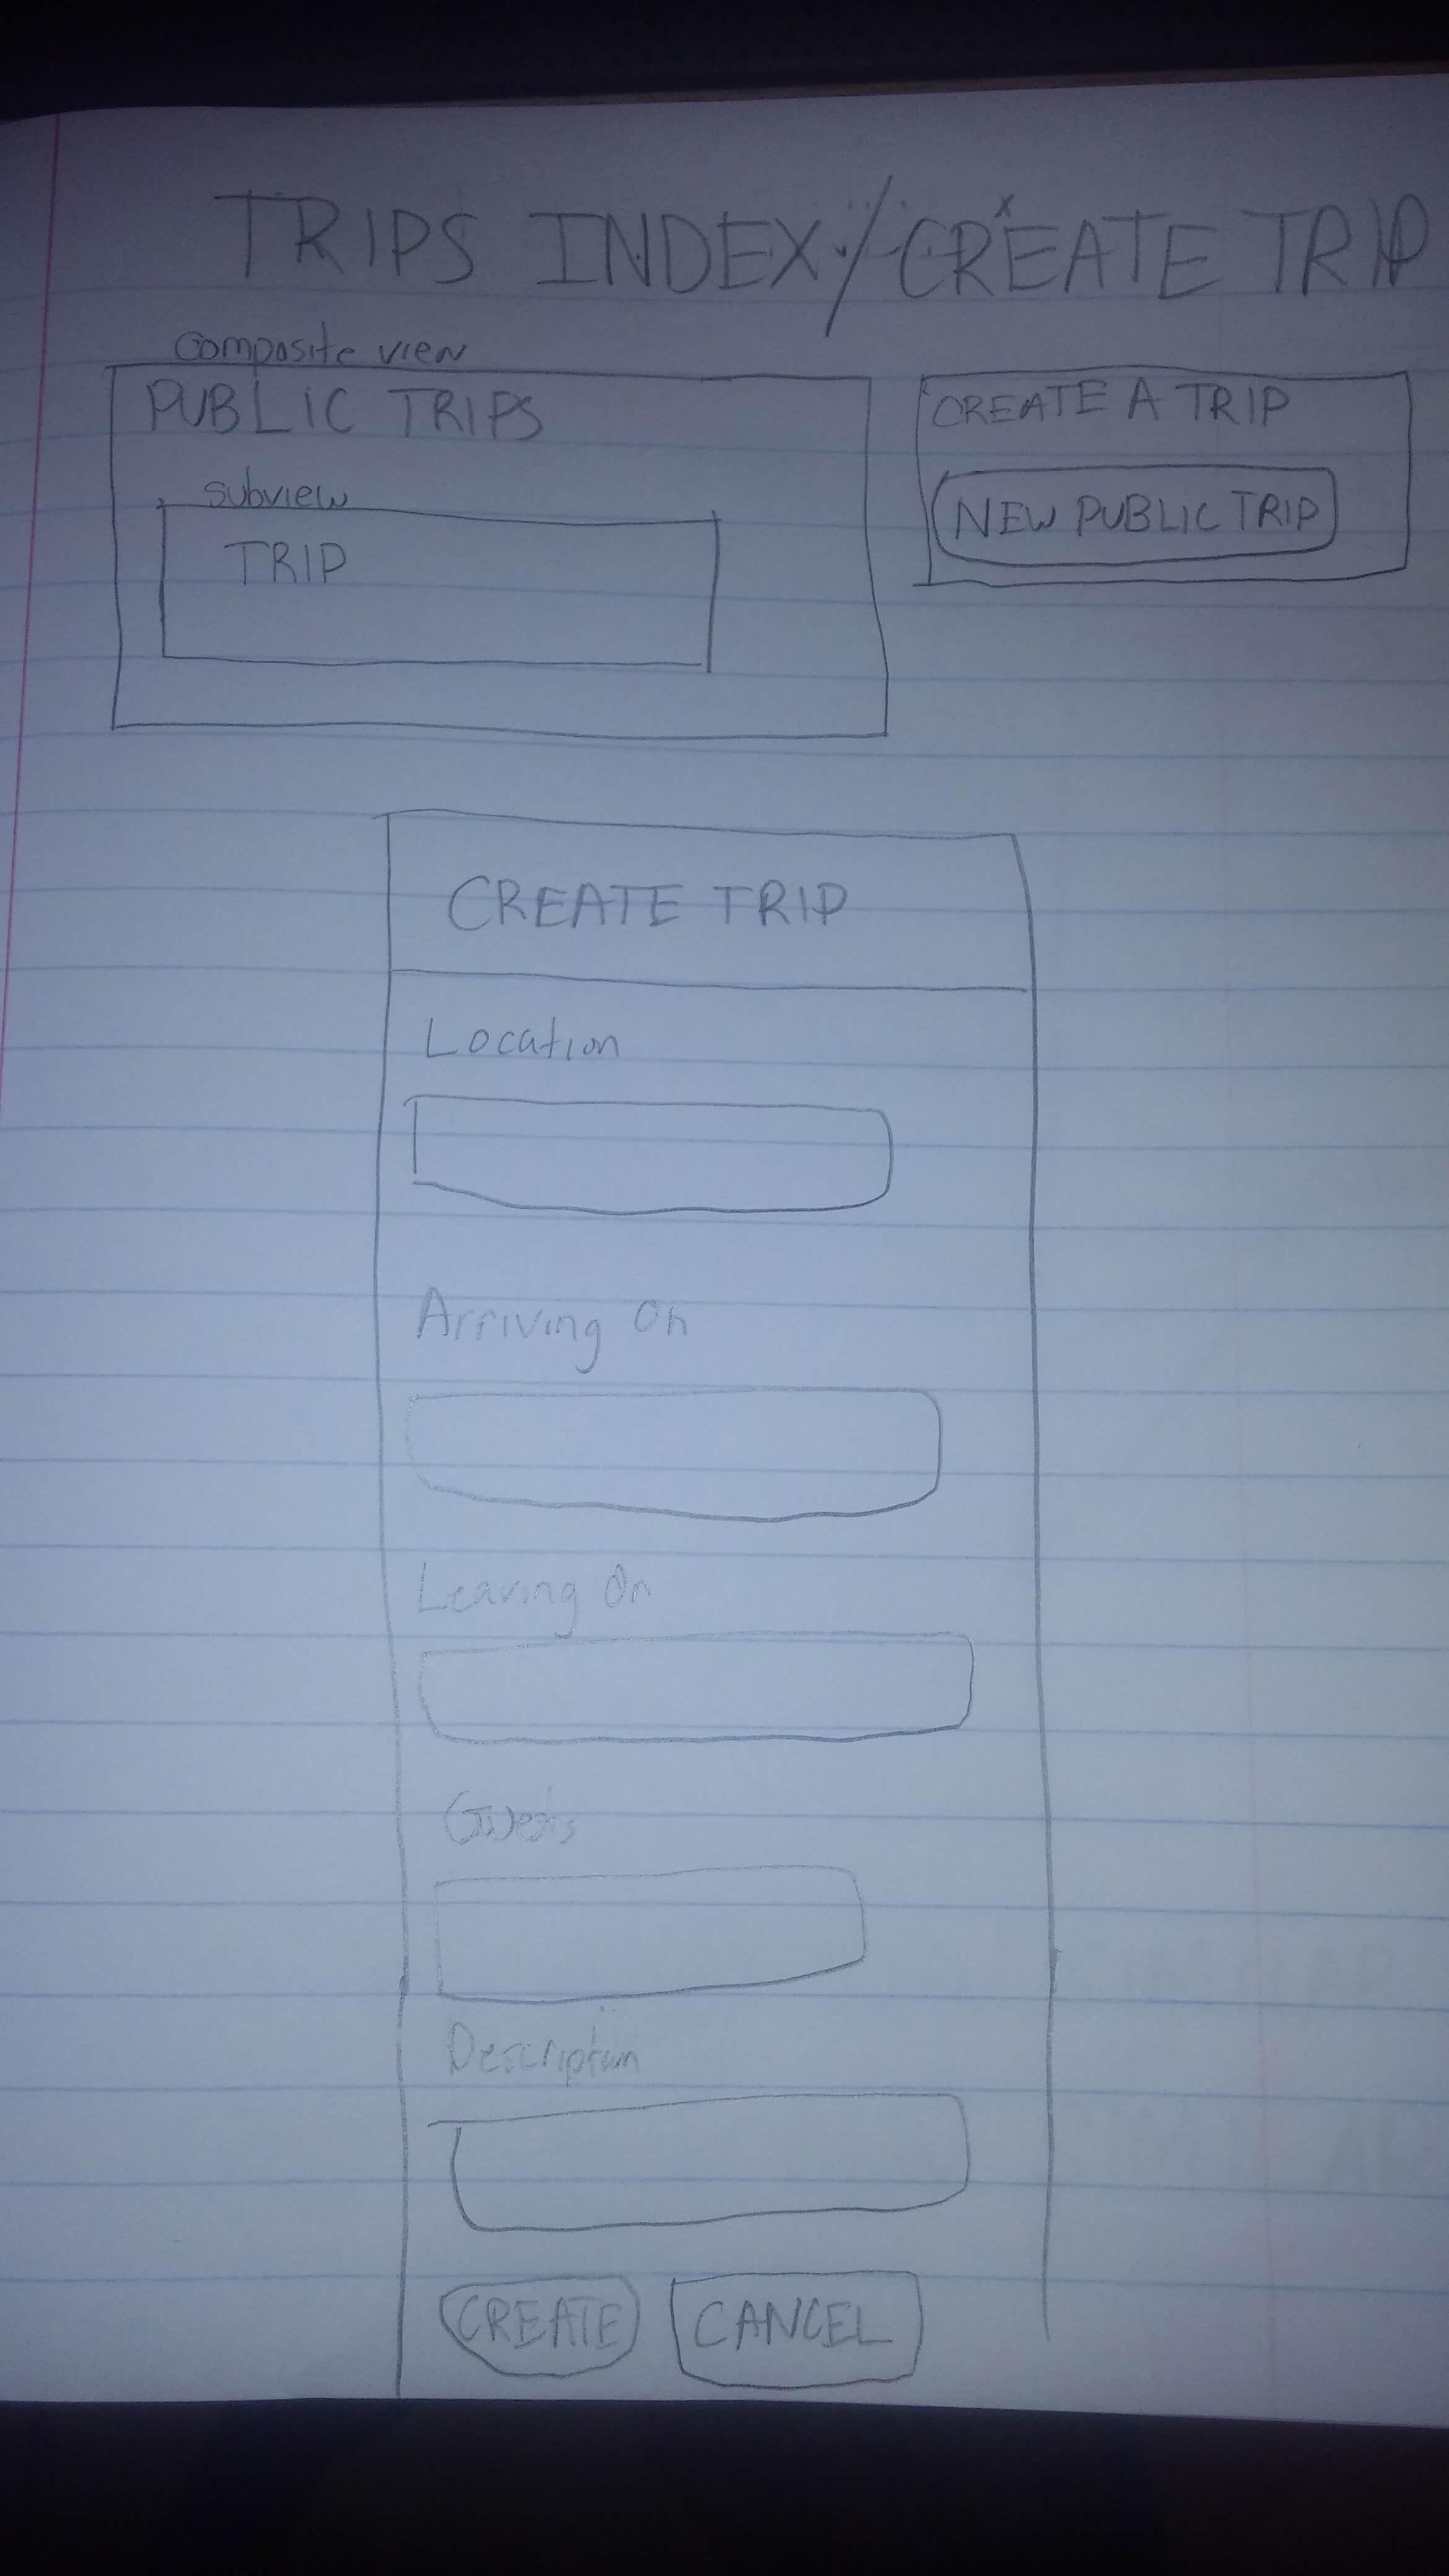 TRIPS INDEX / CREATE TRIP
Composite view
PUBLIC TRIPS
subview
TRIP
CREATE A TRIP
NEW PUBLIC TRIP
CREATE TRIP
Location
Arriving On
Leaving On
Guests
Description
CREATE
CANCEL